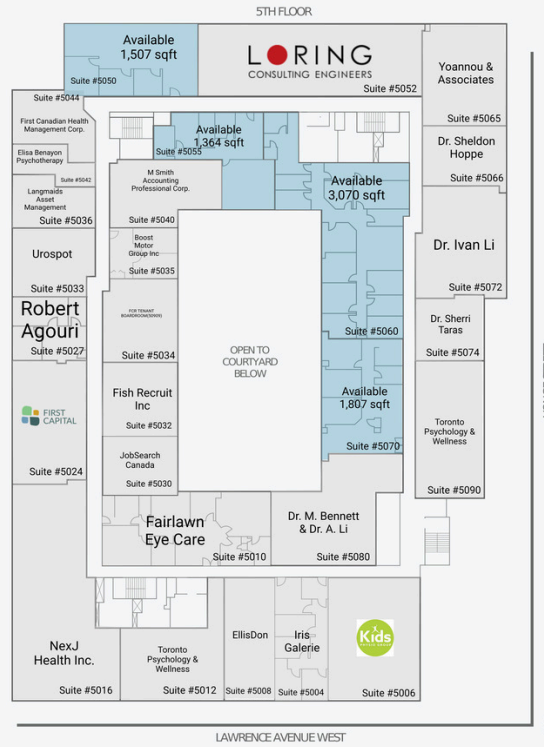 5TH FLOOR
Available
1,507 sqft
Suite #5050
LORING
CONSULTING ENGINEERS
Suite #5052
Yoannou &
Associates
Suite #5065
Suite #5044
First Canadian Health
Management Corp.
Available
1,364 sqft
Suite #5055
Dr. Sheldon
Hoppe
Suite #5066
Elisa Benayon
Psychotherapy
Suite #5042
M Smith
Accounting
Professional Corp.
Suite #5040
Available
3,070 sqft
Langmaids
Asset
Management
Suite #5036
Boost
Motor
Group Inc
Suite #5035
Dr. Ivan Li
Suite #5072
Urospot
Suite #5033
Robert
Agouri
Suite #5027
FOR TENANT
Suite #5034
Suite #5060
Dr. Sherri
Taras
Suite #5074
OPEN TO
COURTYARD
BELOW
FIRST
CAPITAL
Suite #5024
Fish Recruit
Inc
Suite #5032
Available
1,807 sqft
Suite #5070
Toronto
Psychology &
Wellness
Suite #5090
JobSearch
Canada
Suite #5030
Fairlawn
Eye Care
Suite #5010
Dr. M. Bennett
& Dr. A. Li
Suite #5080
NexJ
Health Inc.
Suite #5016
Toronto
Psychology &
Wellness
Suite #5012
EllisDon
Suite #5008
Iris
Galerie
Suite #5004
Kids
Suite #5006
LAWRENCE AVENUE WEST